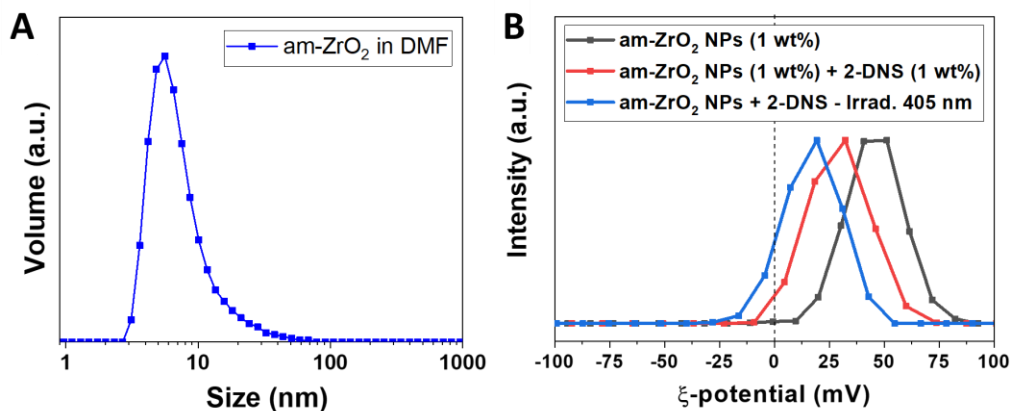 A
am-ZrO₂ in DMF
Volume (a.u.)
1 10 100 1000
Size (nm)
B
am-ZrO₂ NPs (1 wt%)
am-ZrO₂ NPs (1 wt%) + 2-DNS (1 wt%)
am-ZrO₂ NPs + 2-DNS - Irrad. 405 nm
Intensity (a.u.)
-100 -75 -50 -25 0 25 50 75 100
ξ-potential (mV)